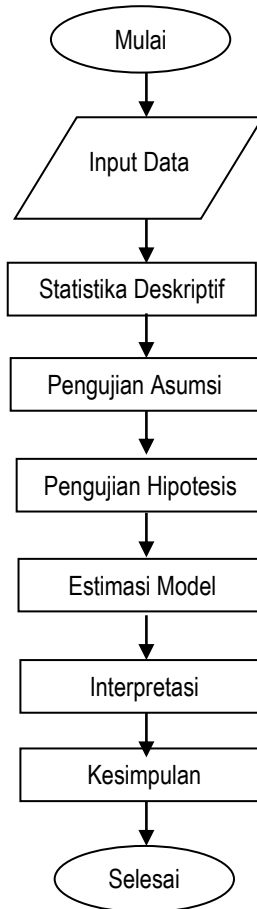 Mulai
Input Data
Statistika Deskriptif
Pengujian Asumsi
Pengujian Hipotesis
Estimasi Model
Interpretasi
Kesimpulan
Selesai